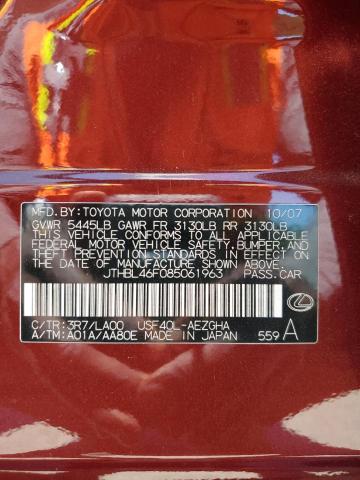 MFD. BY: TOYOTA MOTOR CORPORATION 10/07
GVWR 5445LB GAWR FR 3130LB RR 3130LB
THIS VEHICLE CONFORMS TO ALL APPLICABLE
FEDERAL MOTOR VEHICLE SAFETY, BUMPER, AND
THEFT PREVENTION STANDARDS IN EFFECT ON THE
DATE OF MANUFACTURE SHOWN ABOVE.
JTHBL46F085061963 PASS.CAR
C/TR: 3R7/LA00 USF40L-AEZGHA
A/TM: A01A/AA80E MADE IN JAPAN 559 A